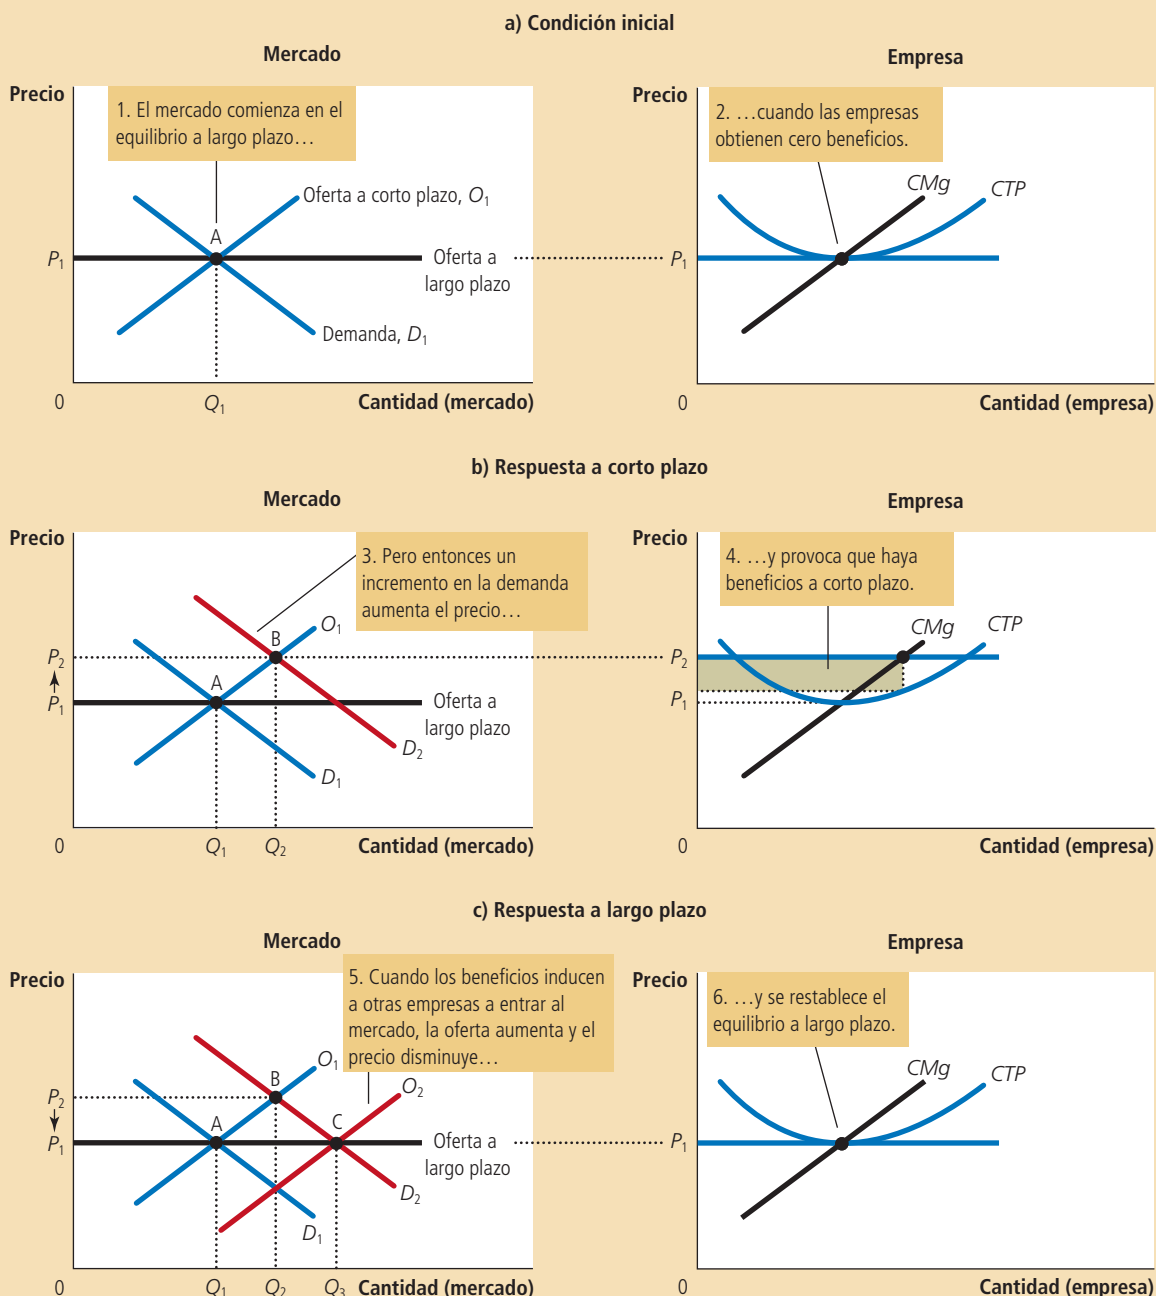 a) Condición inicial
Mercado
Empresa
Precio
1. El mercado comienza en el
equilibrio a largo plazo…
Oferta a corto plazo, O1
A
P1
Oferta a
largo plazo
Demanda, D1
0
Q1
Cantidad (mercado)
Precio
2. …cuando las empresas
obtienen cero beneficios.
CMg
CTP
P1
0
Cantidad (empresa)
b) Respuesta a corto plazo
Mercado
Empresa
Precio
3. Pero entonces un
incremento en la demanda
aumenta el precio…
O1
B
P2
A
P1
Oferta a
largo plazo
D2
D1
0
Q1
Q2
Cantidad (mercado)
Precio
4. …y provoca que haya
beneficios a corto plazo.
CMg
CTP
P2
P1
0
Cantidad (empresa)
c) Respuesta a largo plazo
Mercado
Empresa
Precio
5. Cuando los beneficios inducen
a otras empresas a entrar al
mercado, la oferta aumenta y el
precio disminuye…
O1
B
O2
P2
A
C
P1
Oferta a
largo plazo
D2
D1
0
Q1
Q2
Q3
Cantidad (mercado)
Precio
6. …y se restablece el
equilibrio a largo plazo.
CMg
CTP
P1
0
Cantidad (empresa)